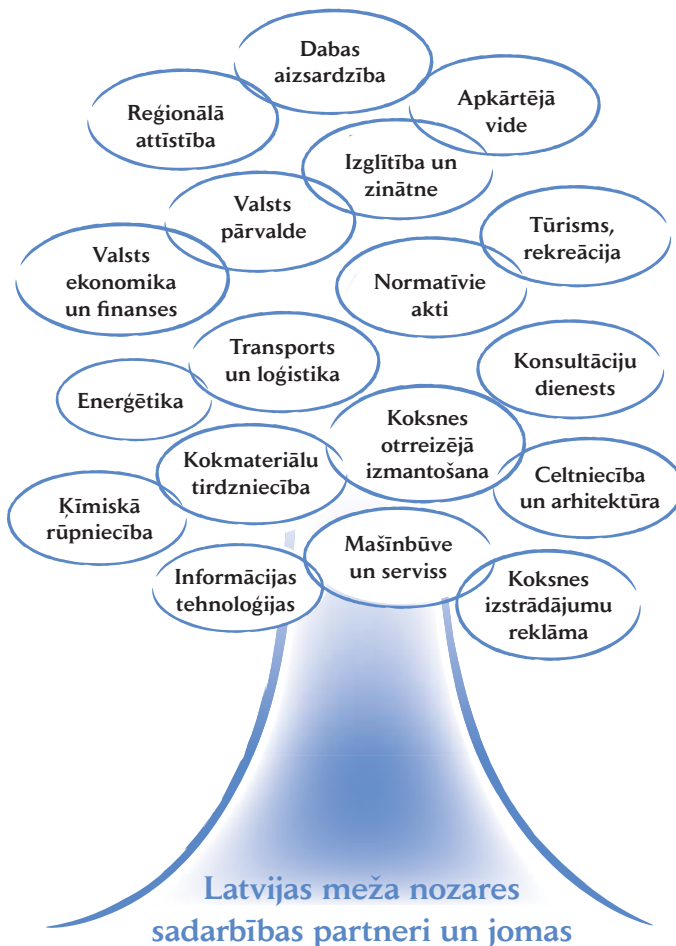 Dabas
aizsardzība
Apkārtējā
vide
Reģionālā
attīstība
Izglītība un
zinātne
Valsts
pārvalde
Tūrisms,
rekreācija
Valsts
ekonomika
un finanses
Normatīvie
akti
Transports
un loģistika
Konsultāciju
dienests
Enerģētika
Koksnes
otrreizējā
izmantošana
Kokmateriālu
tirdzniecība
Celtniecība
un arhitektūra
Ķīmiskā
rūpniecība
Mašīnbūve
un serviss
Informācijas
tehnoloģijas
Koksnes
izstrādājumu
reklāma
Latvijas meža nozares
sadarbības partneri un jomas